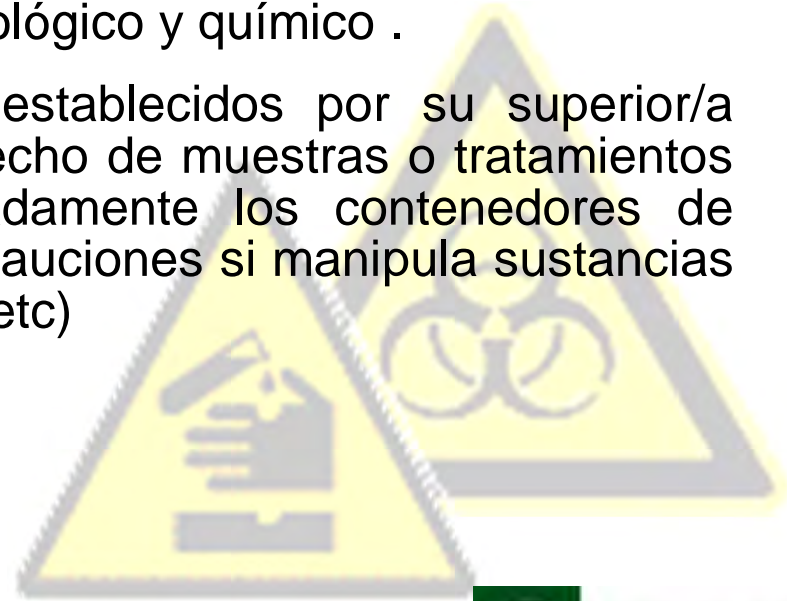 ológico y químico .
establecidos por su superior/a
echo de muestras o tratamientos
damente los contenedores de
auciones si manipula sustancias
etc)